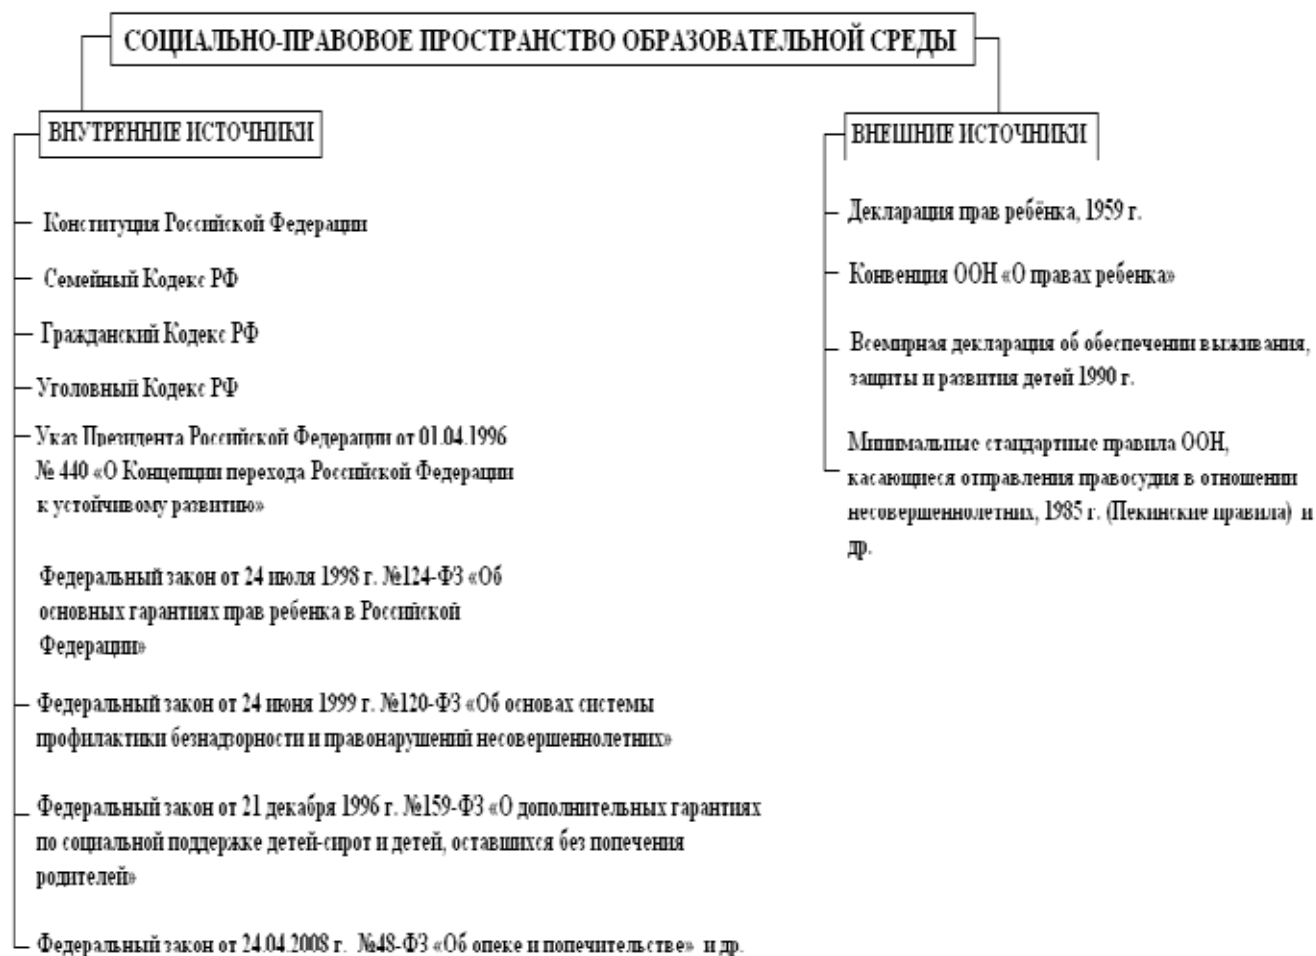 СОЦИАЛЬНО-ПРАВОВОЕ ПРОСТРАНСТВО ОБРАЗОВАТЕЛЬНОЙ СРЕДЫ
ВНУТРЕННИЕ ИСТОЧНИКИ
Конституция Российской Федерации
Семейный Кодекс РФ
Гражданский Кодекс РФ
Уголовный Кодекс РФ
Указ Президента Российской Федерации от 01.04.1996
№ 440 «О Концепции перехода Российской Федерации
к устойчивому развитию»
Федеральный закон от 24 июля 1998 г. №124-ФЗ «Об
основных гарантиях прав ребенка в Российской
Федерации»
Федеральный закон от 24 июня 1999 г. №120-ФЗ «Об основах системы
профилактики безнадзорности и правонарушений несовершеннолетних»
Федеральный закон от 21 декабря 1996 г. №159-ФЗ «О дополнительных гарантиях
по социальной поддержке детей-сирот и детей, оставшихся без попечения
родителей»
Федеральный закон от 24.04.2008 г. №48-ФЗ «Об опеке и попечительстве» и др.
ВНЕШНИЕ ИСТОЧНИКИ
Декларация прав ребёнка, 1959 г.
Конвенция ООН «О правах ребенка»
Всемирная декларация об обеспечении выживания,
защиты и развития детей 1990 г.
Минимальные стандартные правила ООН,
касающиеся отправления правосудия в отношении
несовершеннолетних, 1985 г. (Пекинские правила) и
др.